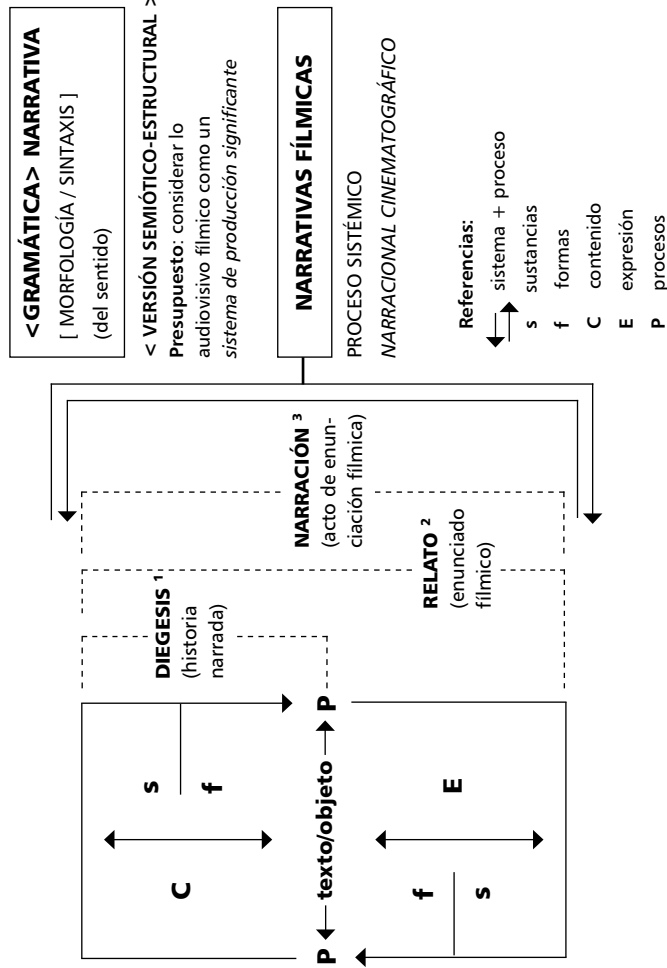 <GRAMÁTICA> NARRATIVA
[ MORFOLOGÍA / SINTAXIS ]
(del sentido)
< VERSIÓN SEMIÓTICO-ESTRUCTURAL >
Presupuesto: considerar lo
audiovisivo fílmico como un
sistema de producción significante
NARRATIVAS FÍLMICAS
PROCESO SISTÉMICO
NARRACIONAL CINEMATOGRÁFICO
Referencias:
sistema + proceso
s sustancias
f formas
C contenido
E expresión
P procesos
NARRACIÓN ³
(acto de enun-
ciación fílmica)
RELATO ²
(enunciado
fílmico)
DIEGESIS ¹
(historia
narrada)
C
s
f
P texto/objeto P
f
s
E